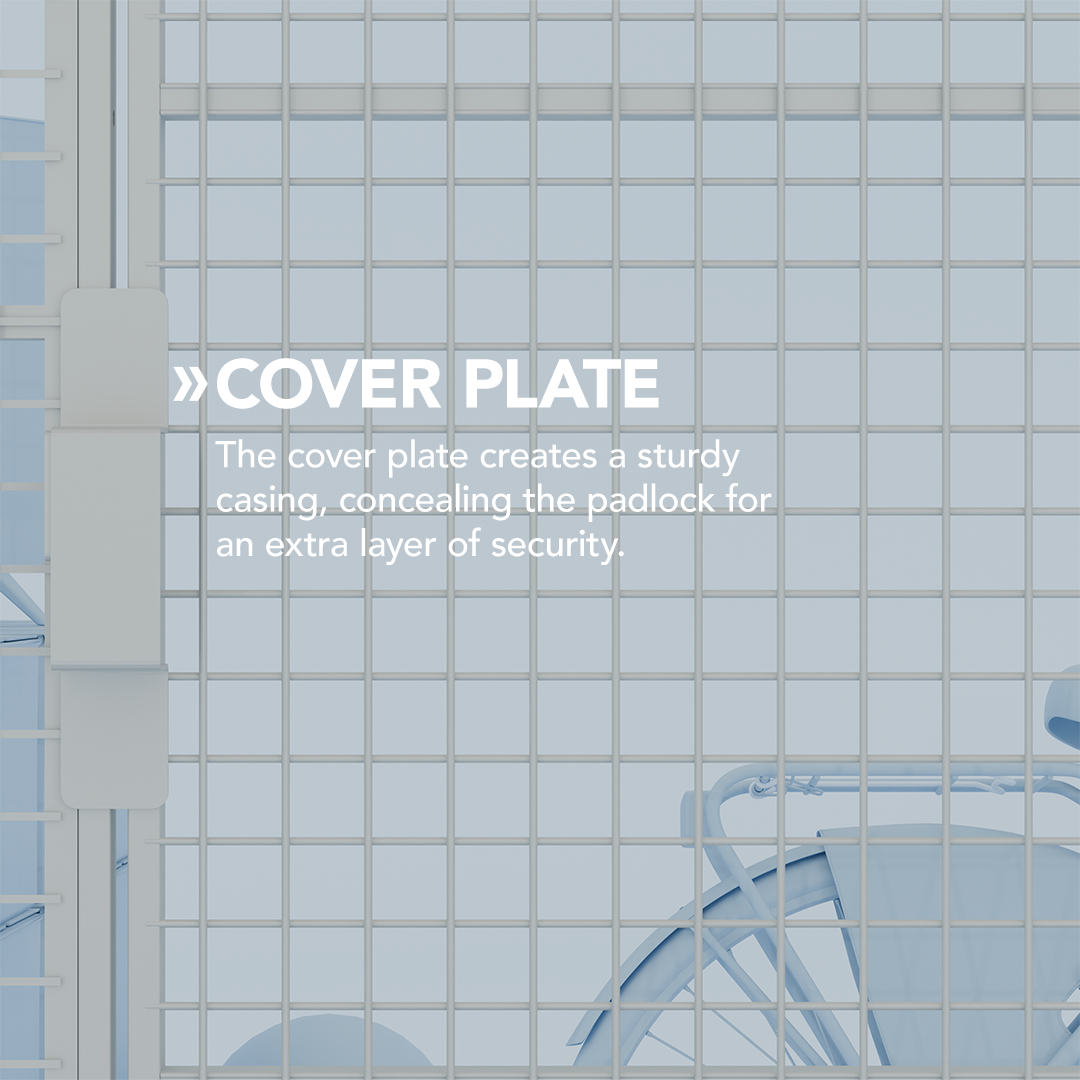 »COVER PLATE
The cover plate creates a sturdy
casing, concealing the padlock for
an extra layer of security.